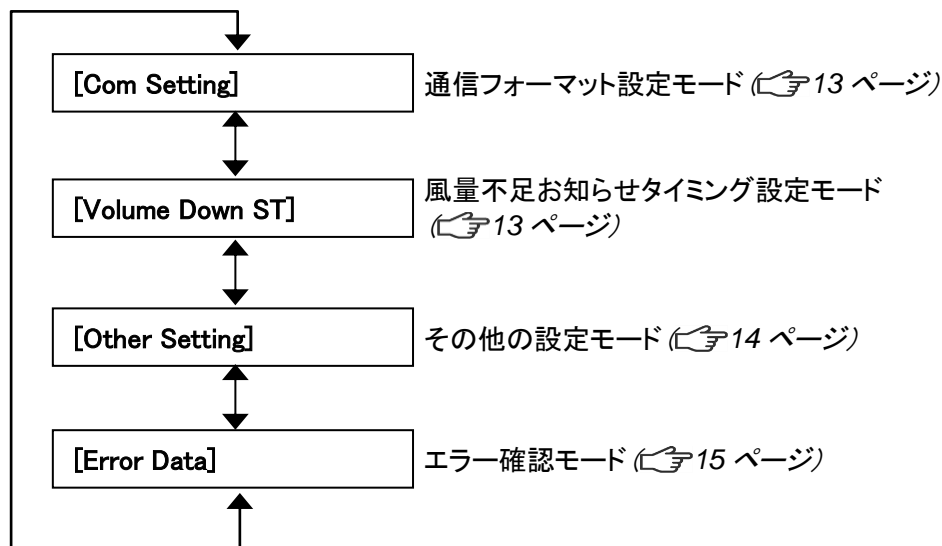 [Com Setting] 通信フォーマット設定モード (13 ページ)
[Volume Down ST] 風量不足お知らせタイミング設定モード
(13 ページ)
[Other Setting] その他の設定モード (14 ページ)
[Error Data] エラー確認モード (15 ページ)